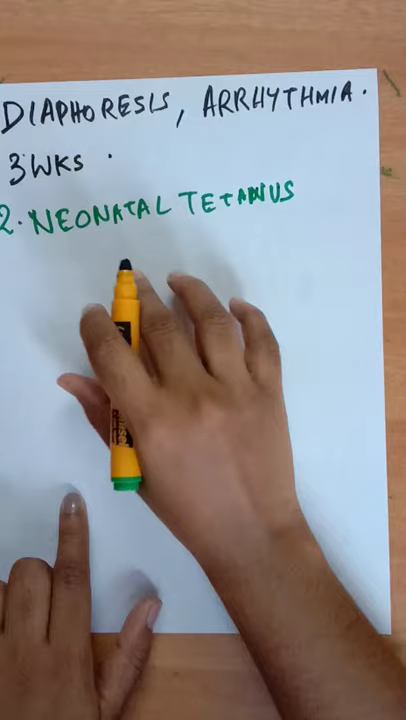 DIAPHORESIS, ARRHYTHMIA.
3WKS .
2. NEONATAL TETANUS